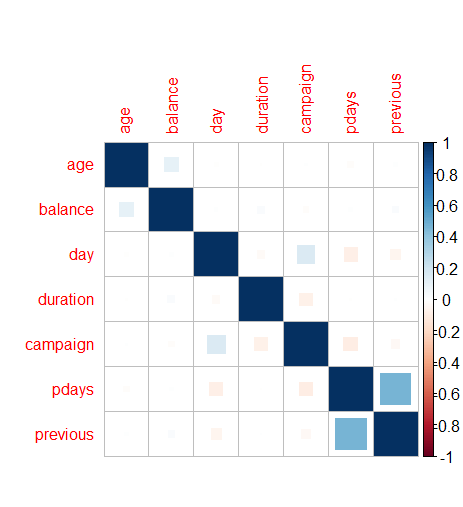 age
balance
day
duration
campaign
pdays
previous
age
balance
day
duration
campaign
pdays
previous
1
0.8
0.6
0.4
0.2
0
-0.2
-0.4
-0.6
-0.8
-1